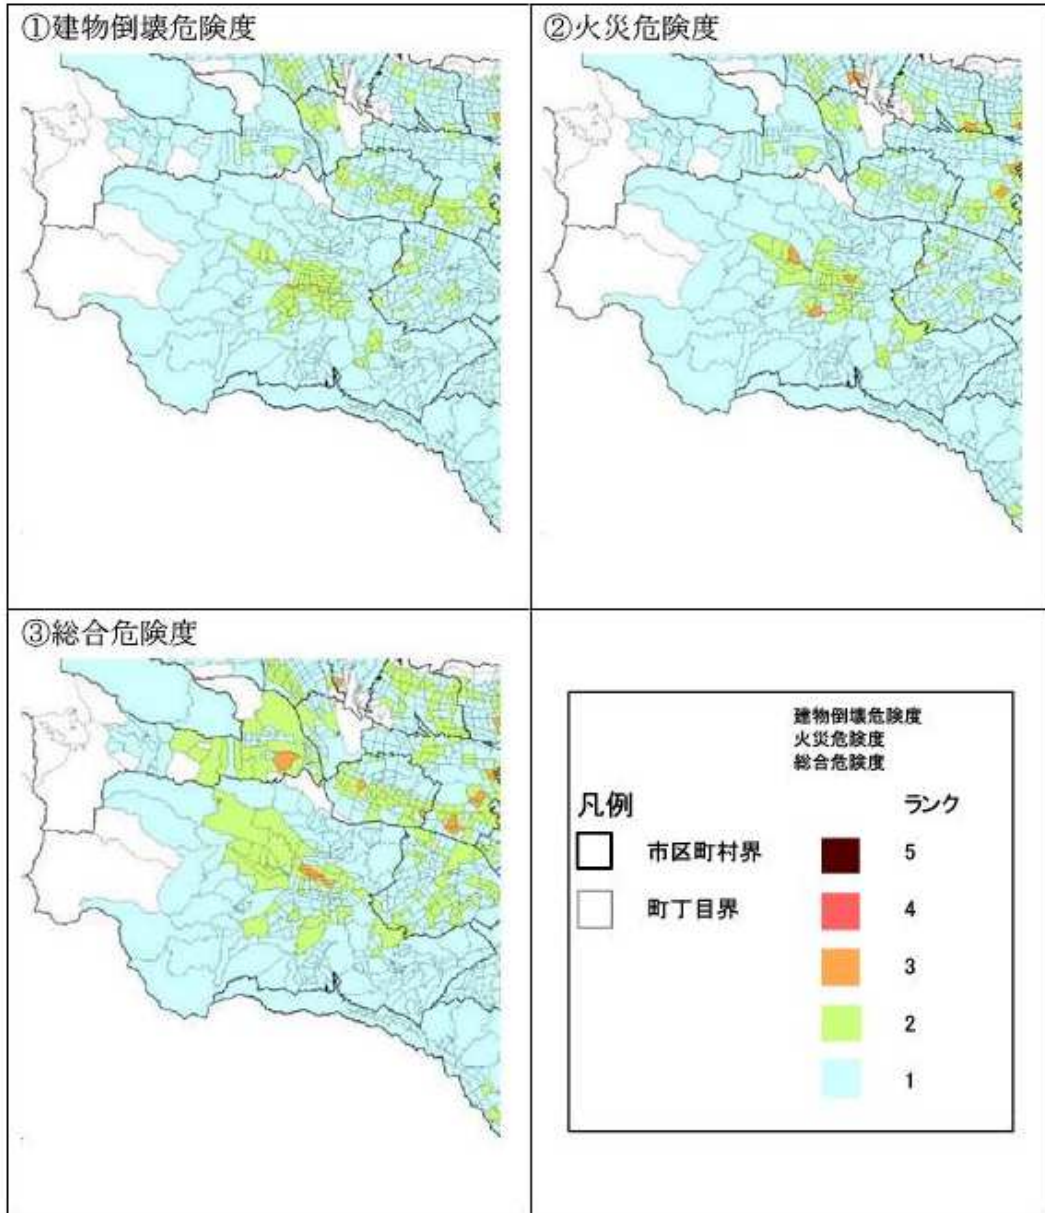 ①建物倒壊危険度
②火災危険度
③総合危険度
建物倒壊危険度
火災危険度
総合危険度
凡例
ランク
市区町村界
5
町丁目界
4
3
2
1